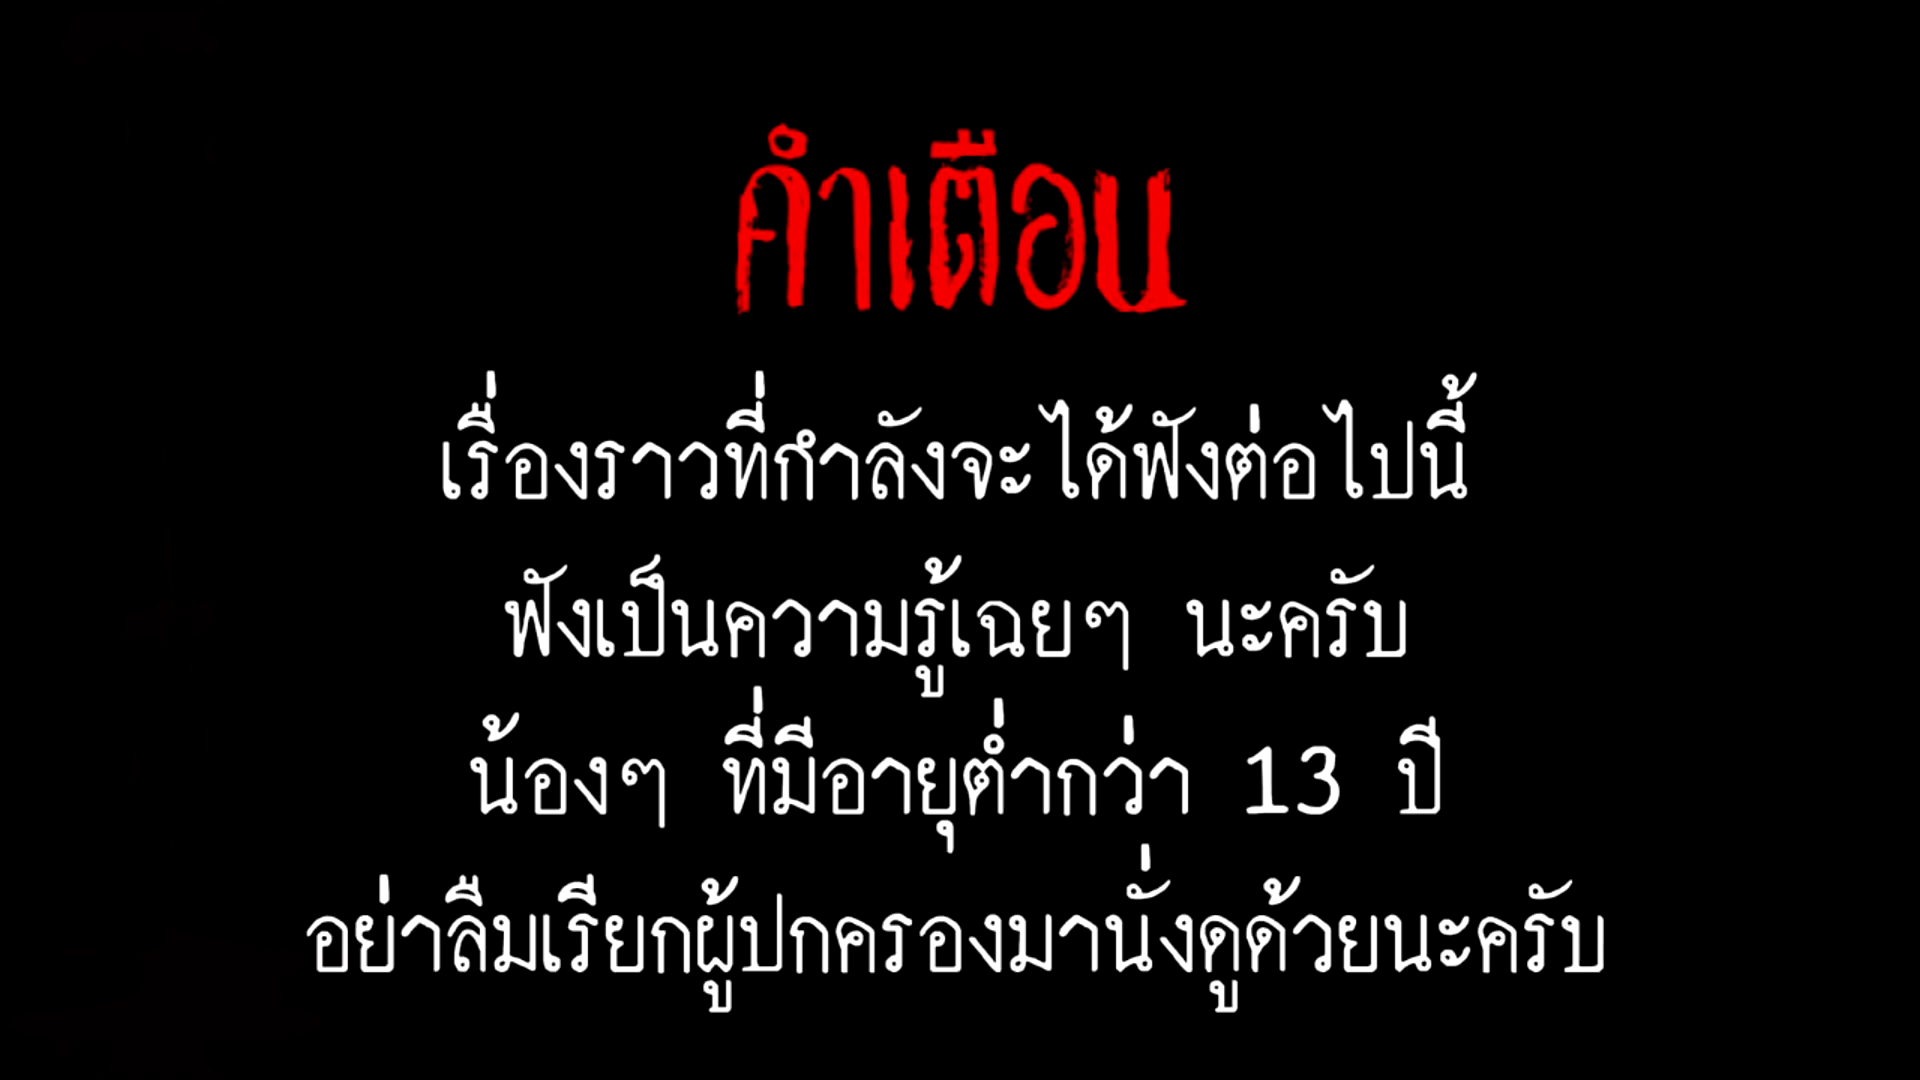 คำเตือน
เรื่องราวที่กำลังจะได้ฟังต่อไปนี้
ฟังเป็นความรู้เฉยๆ นะครับ
น้องๆ ที่มีอายุต่ำกว่า 13 ปี
อย่าลืมเรียกผู้ปกครองมานั่งดูด้วยนะครับ